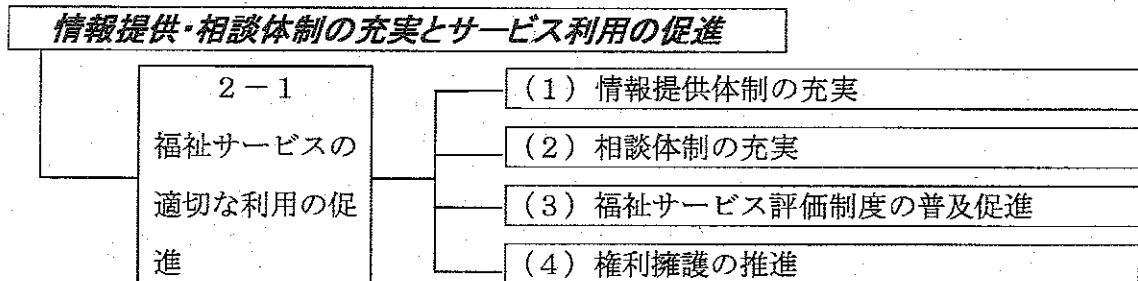 情報提供・相談体制の充実とサービス利用の促進
２－１
福祉サービスの
適切な利用の促
進
（１）情報提供体制の充実
（２）相談体制の充実
（３）福祉サービス評価制度の普及促進
（４）権利擁護の推進